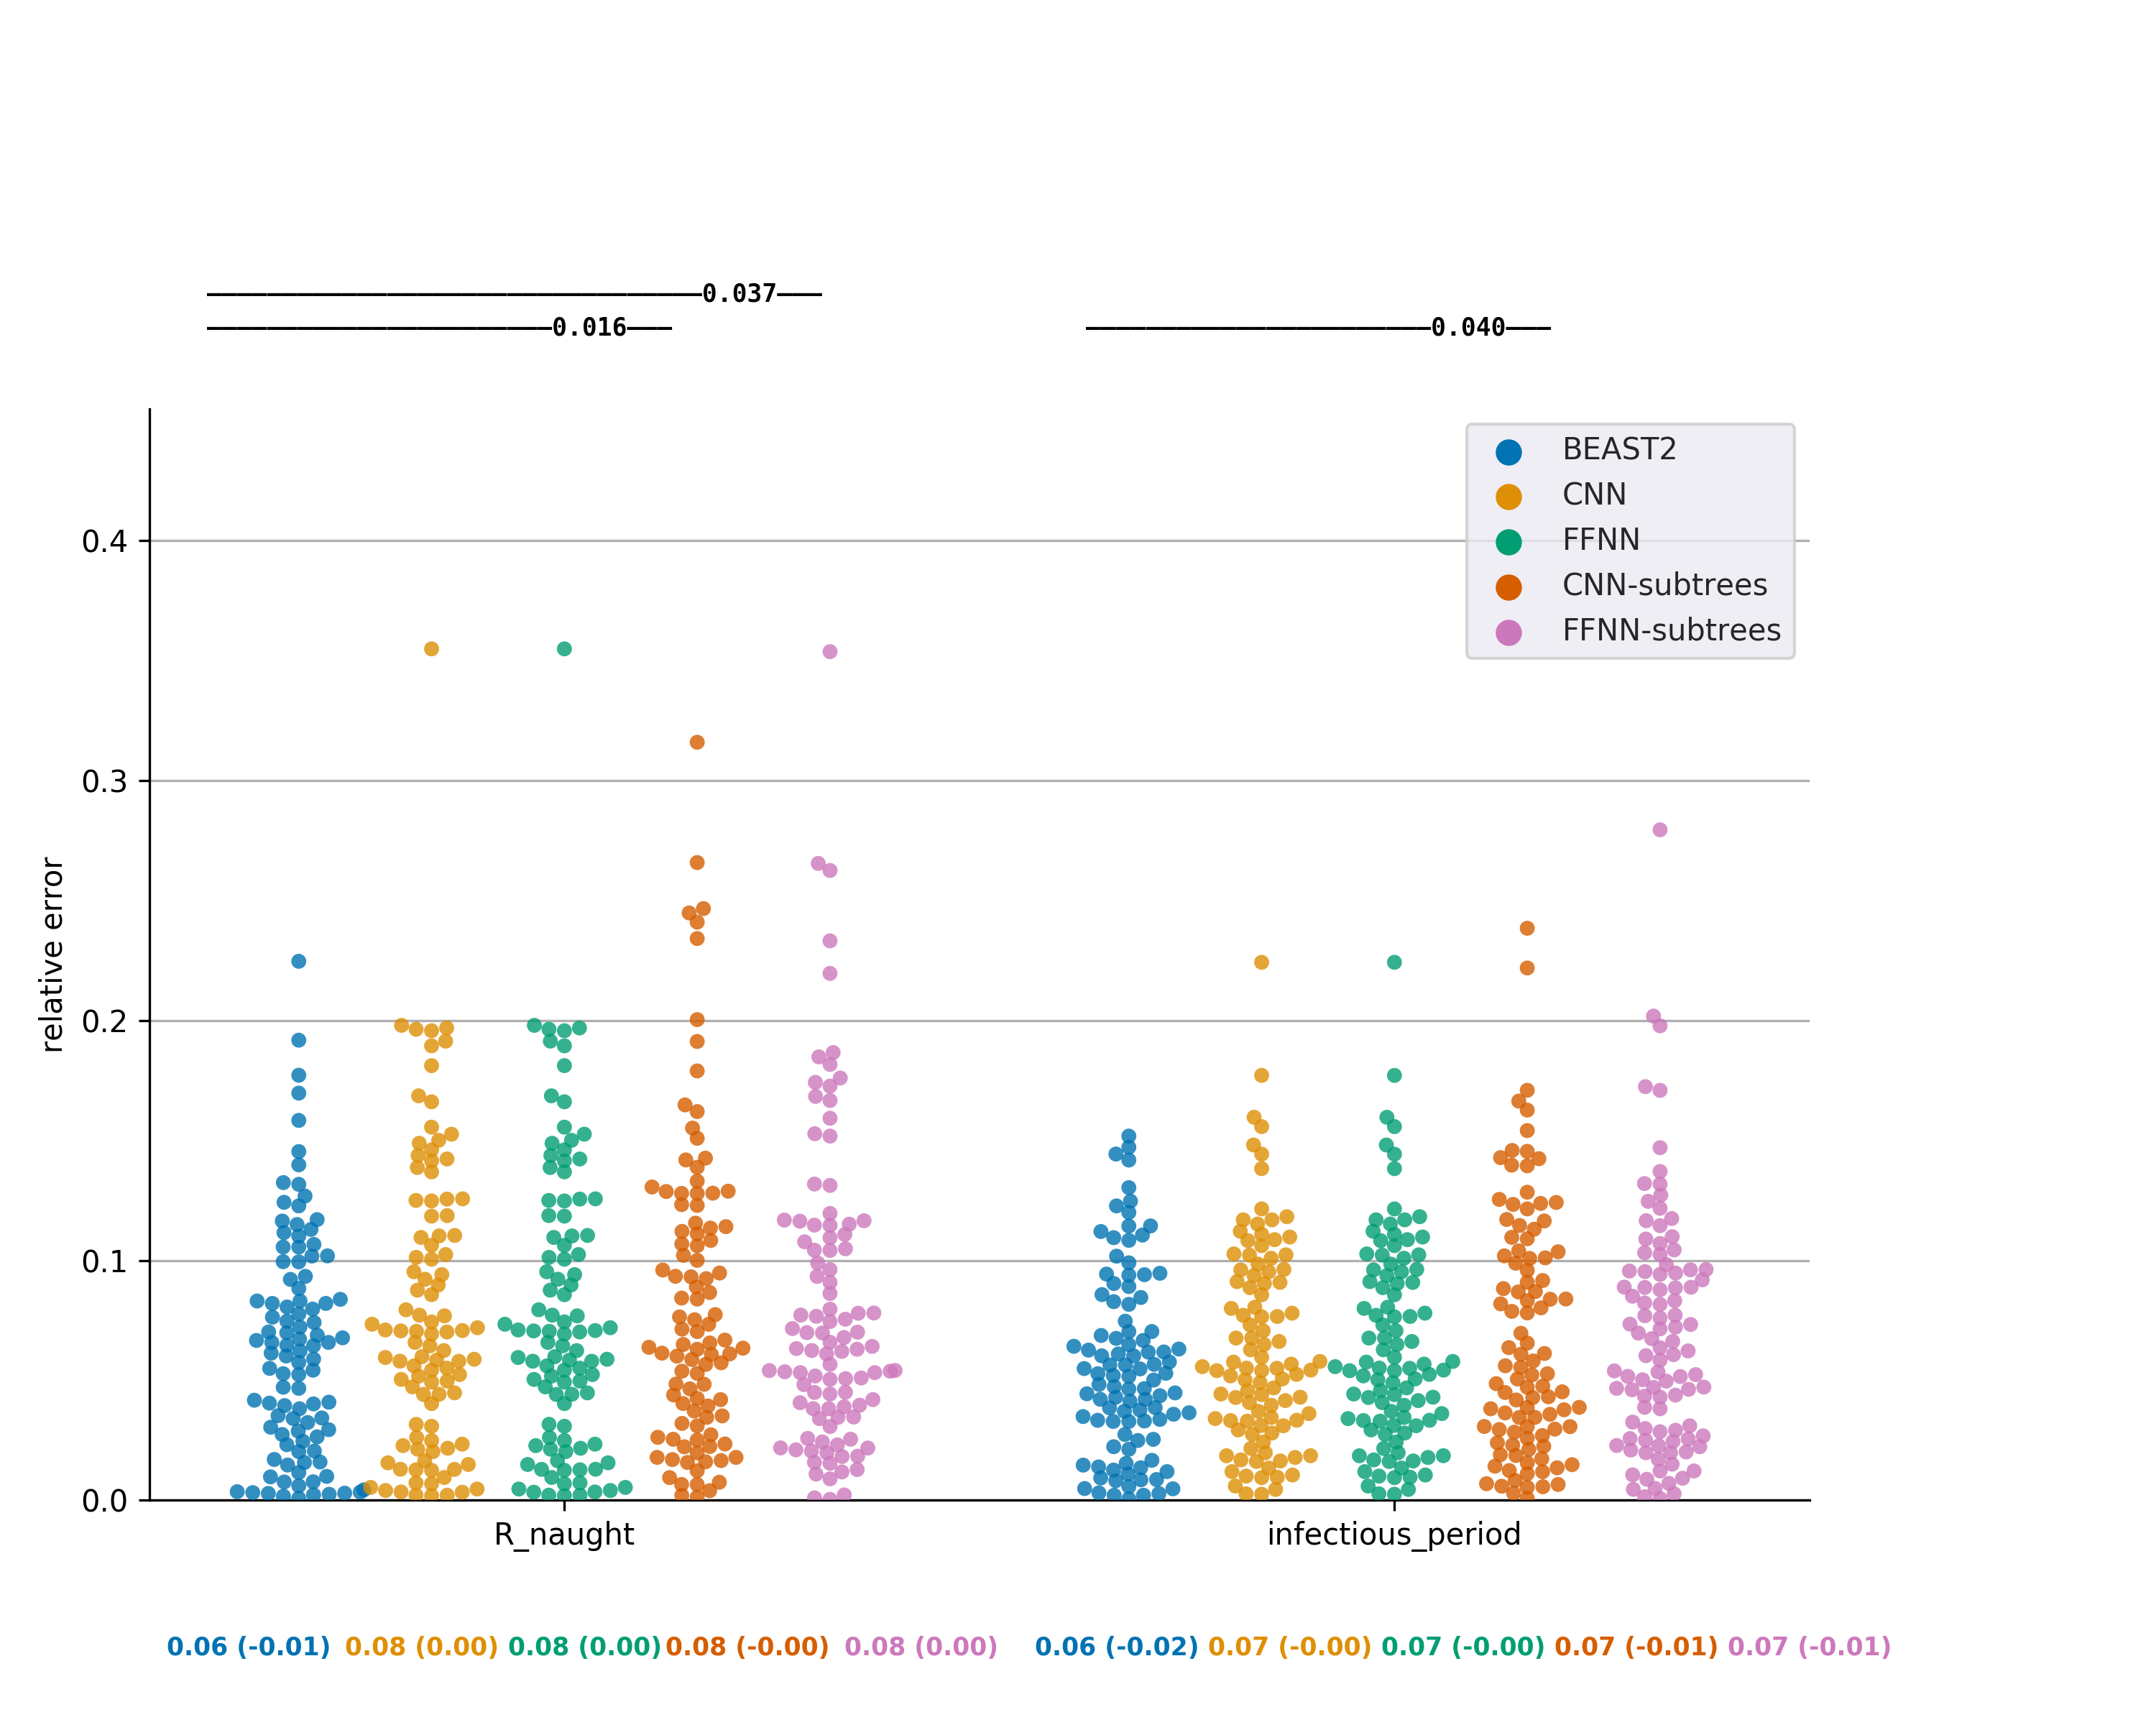 0.037
0.016 0.040
BEAST2
CNN
FFNN
CNN-subtrees
FFNN-subtrees
0.4
0.3
0.2
0.1
0.0
relative error
R_naught infectious_period
0.06 (-0.01) 0.08 (0.00) 0.08 (0.00) 0.08 (-0.00) 0.08 (0.00) 0.06 (-0.02) 0.07 (-0.00) 0.07 (-0.00) 0.07 (-0.01) 0.07 (-0.01)